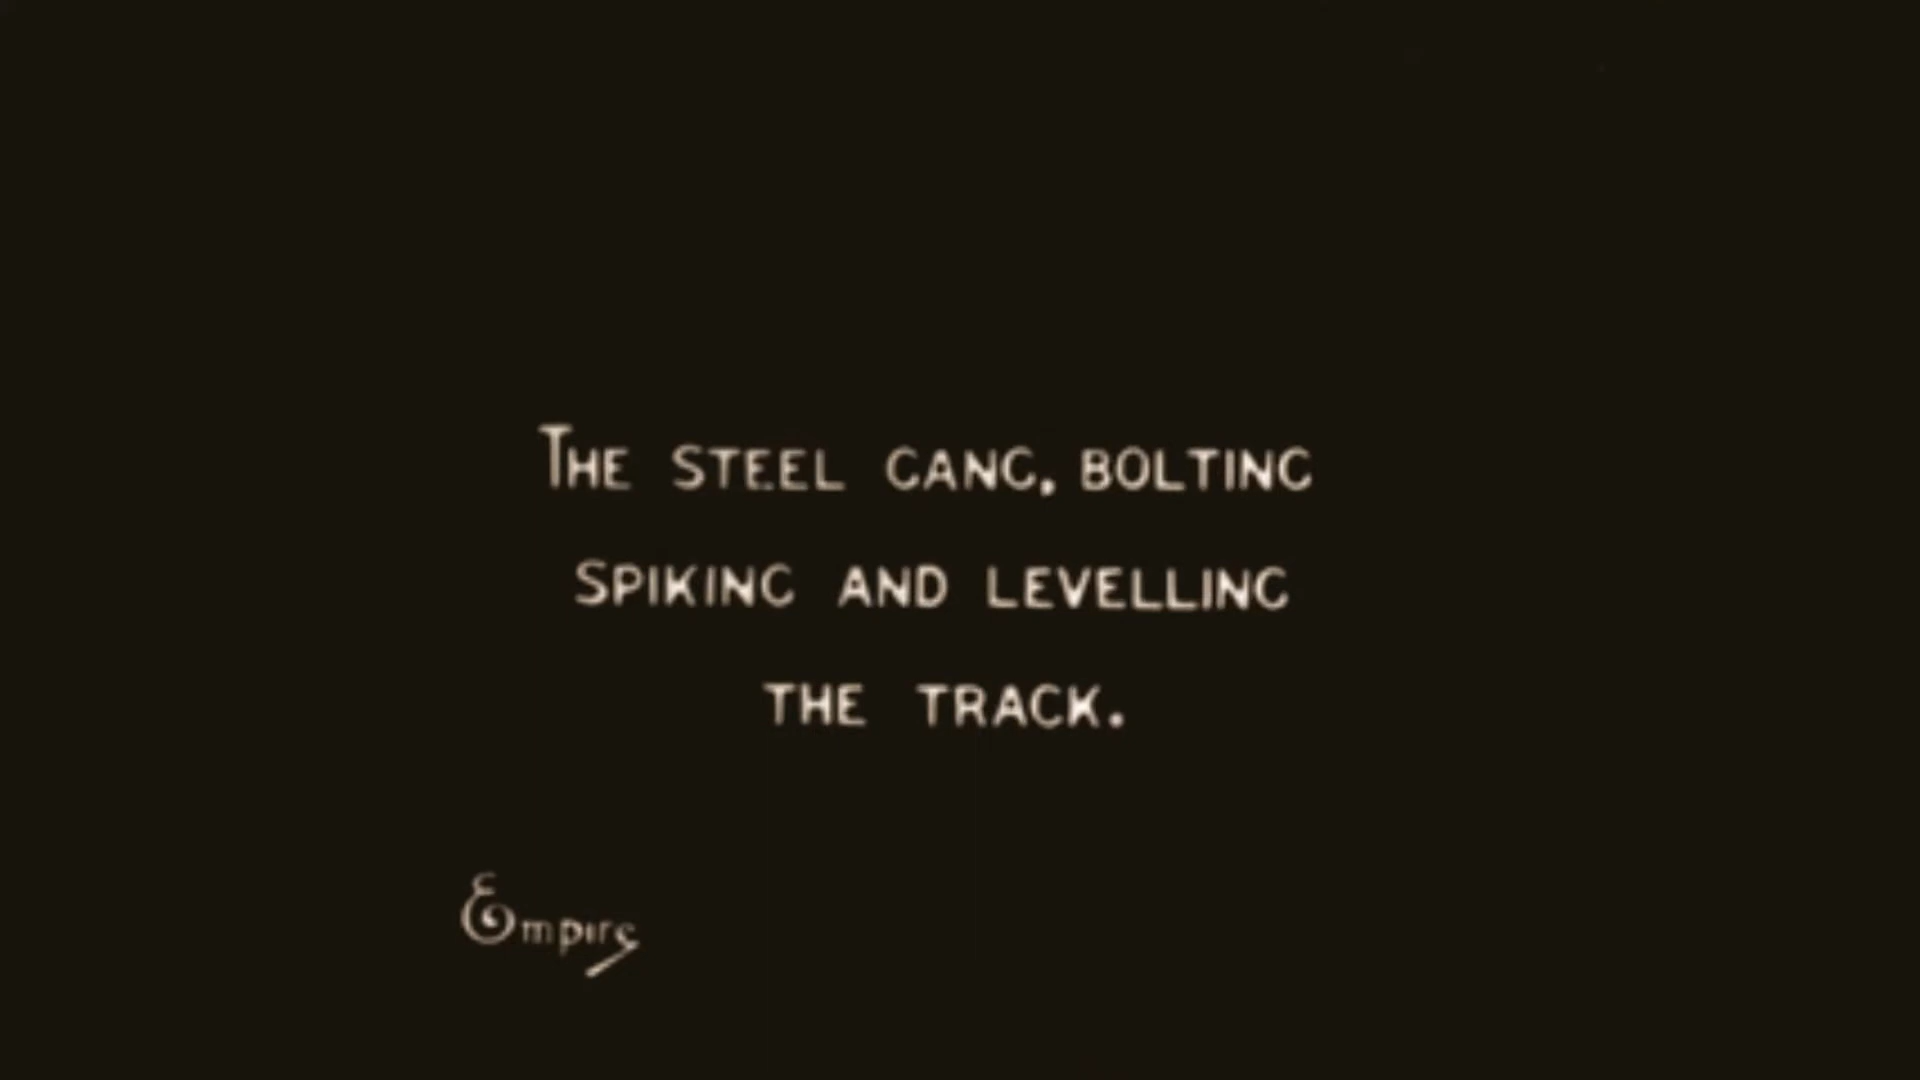 THE STEEL GANG, BOLTING
SPIKING AND LEVELLING
THE TRACK.
Empire